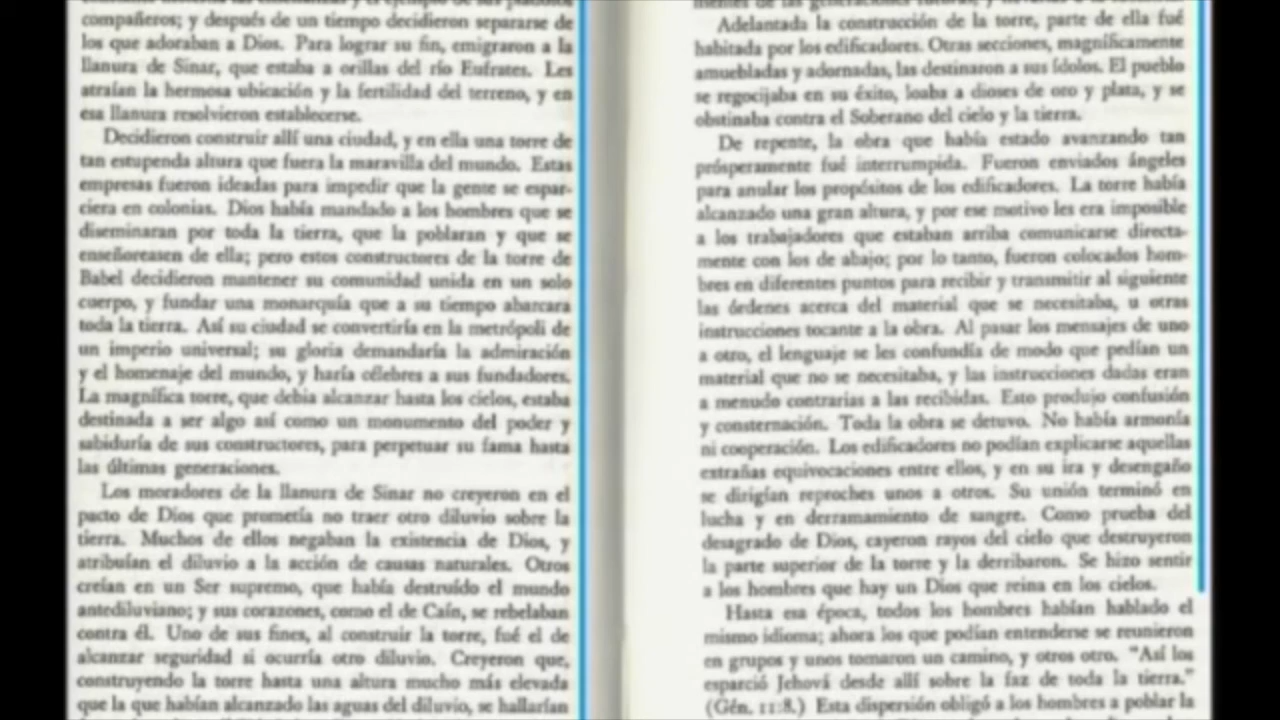 compañeros; y después de un tiempo decidieron separarse de
los que adoraban a Dios. Para lograr su fin, emigraron a la
llanura de Sinar, que estaba a orillas del río Eufrates. Les
atraían la hermosa ubicación y la fertilidad del terreno, y en
esa llanura resolvieron establecerse.
Decidieron construir allí una ciudad, y en ella una torre de
tan estupenda altura que fuera la maravilla del mundo. Estas
empresas fueron ideadas para impedir que la gente se espar-
ciera en colonias. Dios había mandado a los hombres que se
diseminaran por toda la tierra, que la poblaran y que se
enseñoreasen de ella; pero estos constructores de la torre de
Babel decidieron mantener su comunidad unida en un solo
cuerpo, y fundar una monarquía que a su tiempo abarcara
toda la tierra. Así su ciudad se convertiría en la metrópoli de
un imperio universal; su gloria demandaría la admiración
y el homenaje del mundo, y haría célebres a sus fundadores.
La magnífica torre, que debía alcanzar hasta los cielos, estaba
destinada a ser algo así como un monumento del poder y
sabiduría de sus constructores, para perpetuar su fama hasta
las últimas generaciones.
Los moradores de la llanura de Sinar no creyeron en el
pacto de Dios que prometía no traer otro diluvio sobre la
tierra. Muchos de ellos negaban la existencia de Dios, y
atribuían el diluvio a la acción de causas naturales. Otros
creían en un Ser supremo, que había destruído el mundo
antediluviano; y sus corazones, como el de Caín, se rebelaban
contra él. Uno de sus fines, al construir la torre, fué el de
alcanzar seguridad si ocurría otro diluvio. Creyeron que,
construyendo la torre hasta una altura mucho más elevada
que la que habían alcanzado las aguas del diluvio, se hallarían
Adelantada la construcción de la torre, parte de ella fué
habitada por los edificadores. Otras secciones, magníficamente
amuebladas y adornadas, las destinaron a sus ídolos. El pueblo
se regocijaba en su éxito, loaba a dioses de oro y plata, y se
obstinaba contra el Soberano del cielo y la tierra.
De repente, la obra que había estado avanzando tan
prósperamente fué interrumpida. Fueron enviados ángeles
para anular los propósitos de los edificadores. La torre había
alcanzado una gran altura, y por ese motivo les era imposible
a los trabajadores que estaban arriba comunicarse directa-
mente con los de abajo; por lo tanto, fueron colocados hom-
bres en diferentes puntos para recibir y transmitir al siguiente
las órdenes acerca del material que se necesitaba, u otras
instrucciones tocante a la obra. Al pasar los mensajes de uno
a otro, el lenguaje se les confundía de modo que pedían un
material que no se necesitaba, y las instrucciones dadas eran
a menudo contrarias a las recibidas. Esto produjo confusión
y consternación. Toda la obra se detuvo. No había armonía
ni cooperación. Los edificadores no podían explicarse aquellas
extrañas equivocaciones entre ellos, y en su ira y desengaño
se dirigían reproches unos a otros. Su unión terminó en
lucha y en derramamiento de sangre. Como prueba del
desagrado de Dios, cayeron rayos del cielo que destruyeron
la parte superior de la torre y la derribaron. Se hizo sentir
a los hombres que hay un Dios que reina en los cielos.
Hasta esa época, todos los hombres habían hablado el
mismo idioma; ahora los que podían entenderse se reunieron
en grupos y unos tomaron un camino, y otros otro. "Así los
esparció Jehová desde allí sobre la faz de toda la tierra."
(Gén. 11:8.) Esta dispersión obligó a los hombres a poblar la